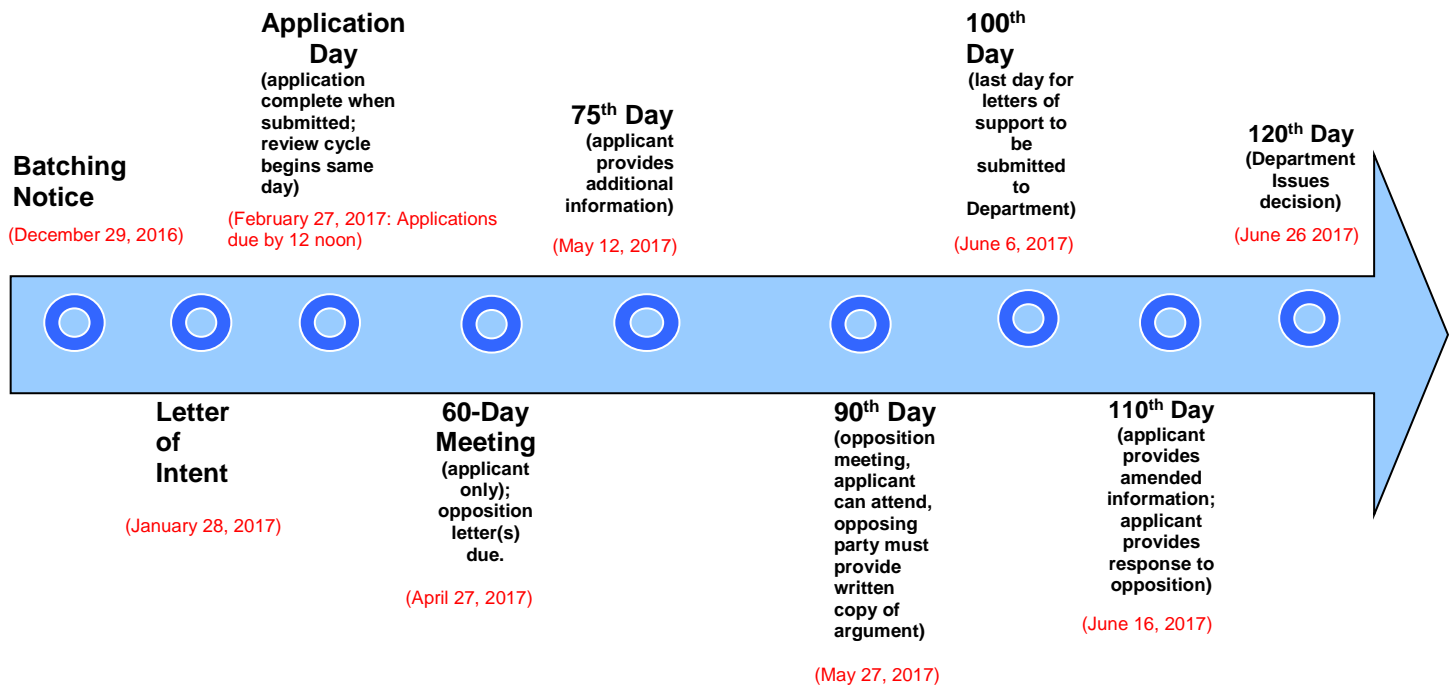 Batching
Notice
(December 29, 2016)
Letter
of
Intent
(January 28, 2017)
Application
Day
(application
complete when
submitted;
review cycle
begins same
day)
(February 27, 2017: Applications
due by 12 noon)
60-Day
Meeting
(applicant
only);
opposition
letter(s)
due.
(April 27, 2017)
75th Day
(applicant
provides
additional
information)
(May 12, 2017)
90th Day
(opposition
meeting,
applicant
can attend,
opposing
party must
provide
written
copy of
argument)
(May 27, 2017)
100th
Day
(last day for
letters of
support to
be
submitted
to
Department)
(June 6, 2017)
110th Day
(applicant
provides
amended
information;
applicant
provides
response to
opposition)
(June 16, 2017)
120th Day
(Department
Issues
decision)
(June 26 2017)